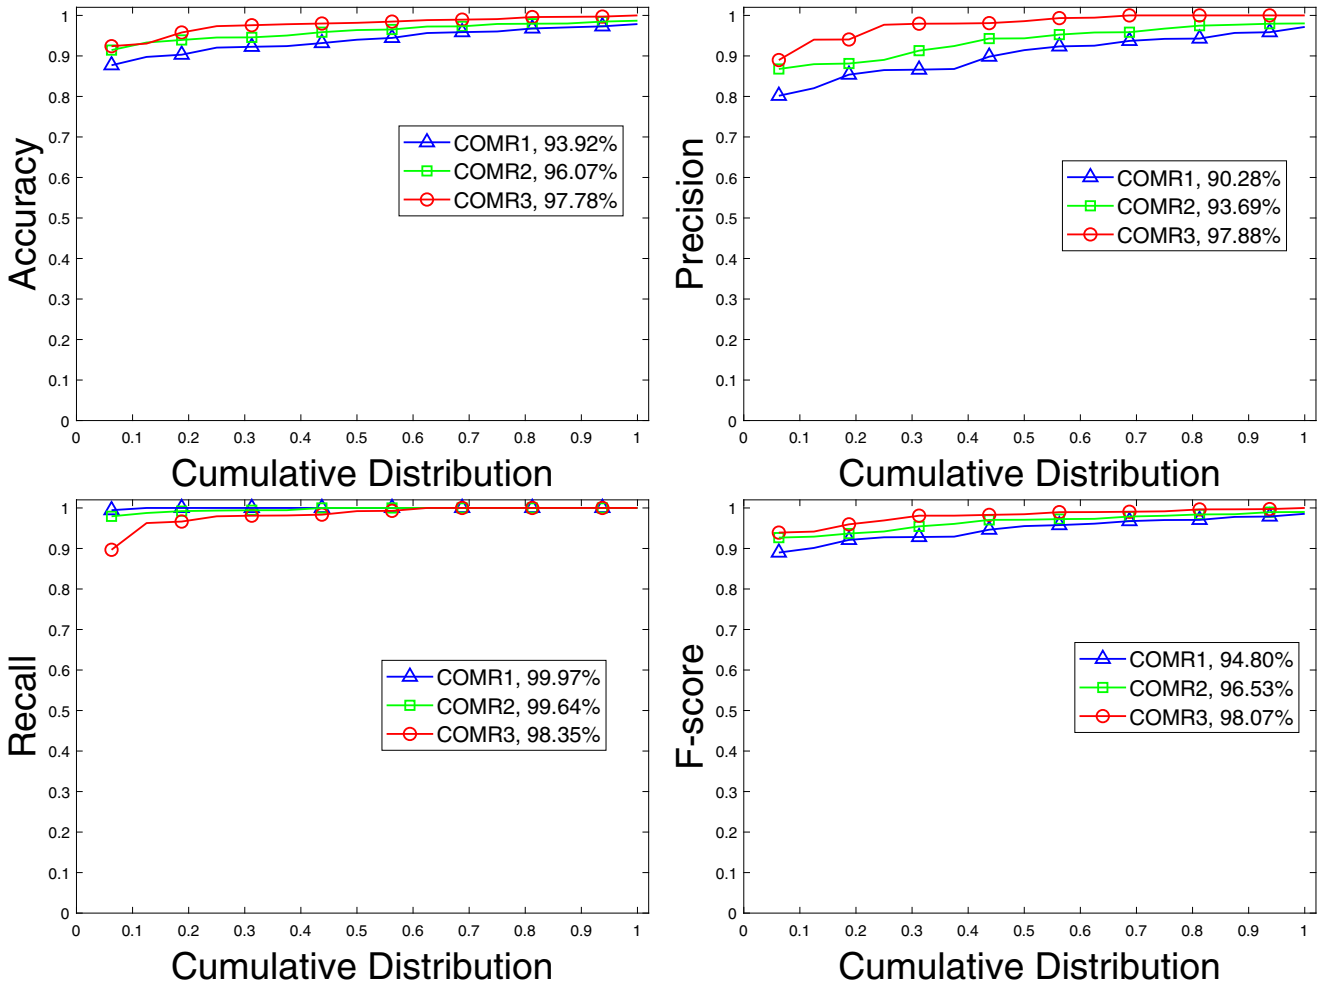 1
0.9
0.8
0.7
0.6
0.5
0.4
0.3
0.2
0.1
0
Accuracy
COMR1, 93.92%
COMR2, 96.07%
COMR3, 97.78%
0 0.1 0.2 0.3 0.4 0.5 0.6 0.7 0.8 0.9 1
Cumulative Distribution
1
0.9
0.8
0.7
0.6
0.5
0.4
0.3
0.2
0.1
0
Precision
COMR1, 90.28%
COMR2, 93.69%
COMR3, 97.88%
0 0.1 0.2 0.3 0.4 0.5 0.6 0.7 0.8 0.9 1
Cumulative Distribution
1
0.9
0.8
0.7
0.6
0.5
0.4
0.3
0.2
0.1
0
Recall
COMR1, 99.97%
COMR2, 99.64%
COMR3, 98.35%
0 0.1 0.2 0.3 0.4 0.5 0.6 0.7 0.8 0.9 1
Cumulative Distribution
1
0.9
0.8
0.7
0.6
0.5
0.4
0.3
0.2
0.1
0
F-score
COMR1, 94.80%
COMR2, 96.53%
COMR3, 98.07%
0 0.1 0.2 0.3 0.4 0.5 0.6 0.7 0.8 0.9 1
Cumulative Distribution